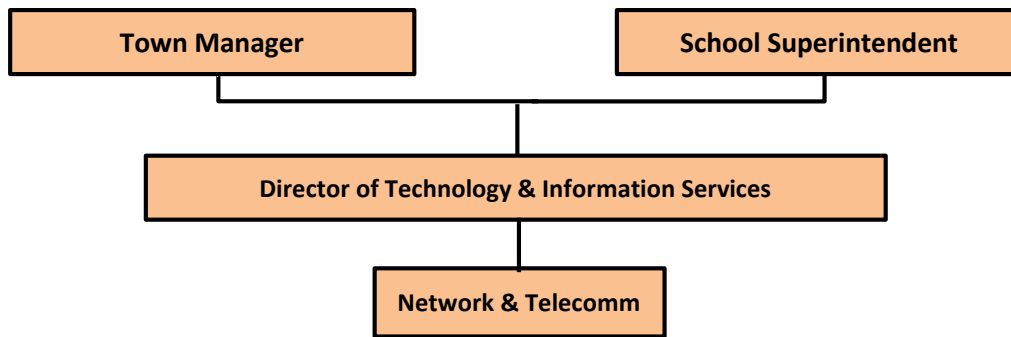 Town Manager
School Superintendent
Director of Technology & Information Services
Network & Telecomm